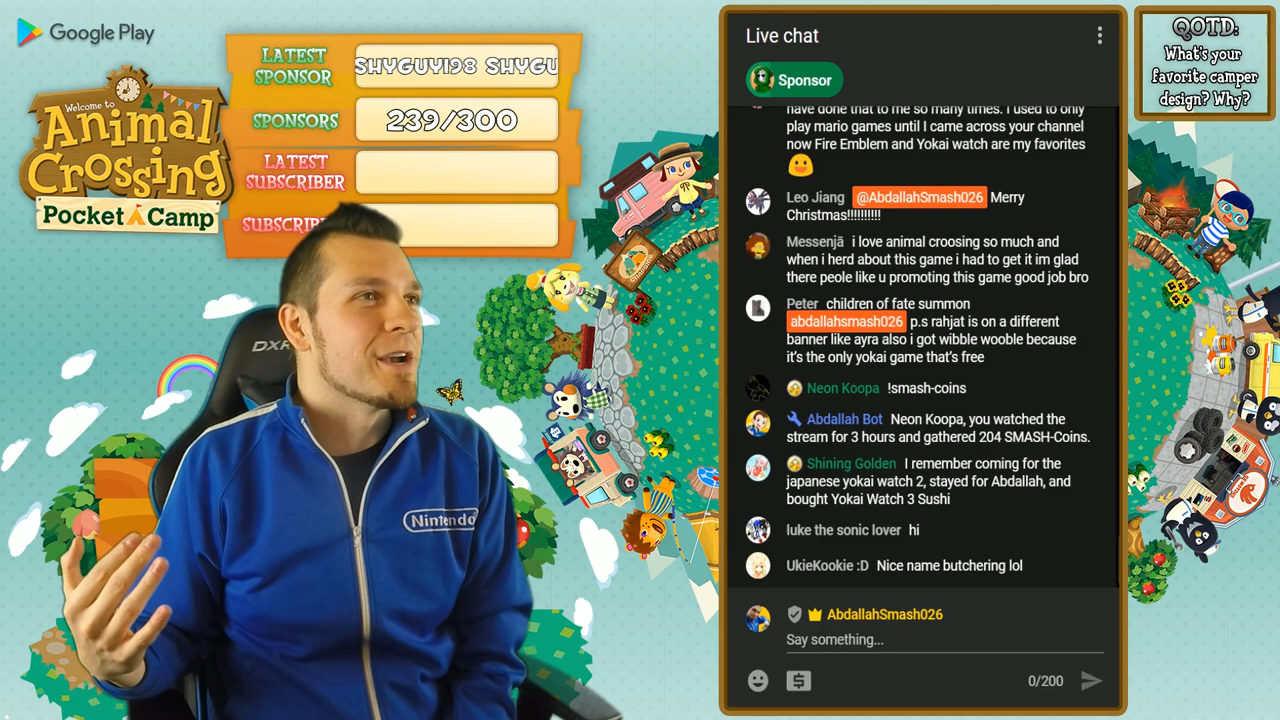 Google Play
Welcome to
Animal
Crossing
Pocket Camp
LATEST
SPONSOR
SHYGUY198 SHYGU
SPONSORS
239/300
LATEST
SUBSCRIBER
SUBSCRIB
DXR
Nintendo
Live chat
Sponsor
have done that to me so many times. I used to only
play mario games until I came across your channel
now Fire Emblem and Yokai watch are my favorites
Leo Jiang @AbdallahSmash026 Merry
Christmas!!!!!!!!!!
Messenjā i love animal croosing so much and
when i herd about this game i had to get it im glad
there peole like u promoting this game good job bro
Peter children of fate summon
abdallahsmash026 p.s rahjat is on a different
banner like ayra also i got wibble wooble because
it's the only yokai game that's free
Neon Koopa !smash-coins
Abdallah Bot Neon Koopa, you watched the
stream for 3 hours and gathered 204 SMASH-Coins.
Shining Golden I remember coming for the
japanese yokai watch 2, stayed for Abdallah, and
bought Yokai Watch 3 Sushi
luke the sonic lover hi
UkieKookie :D Nice name butchering lol
AbdallahSmash026
Say something...
0/200
QOTD:
What's your
favorite camper
design? Why?